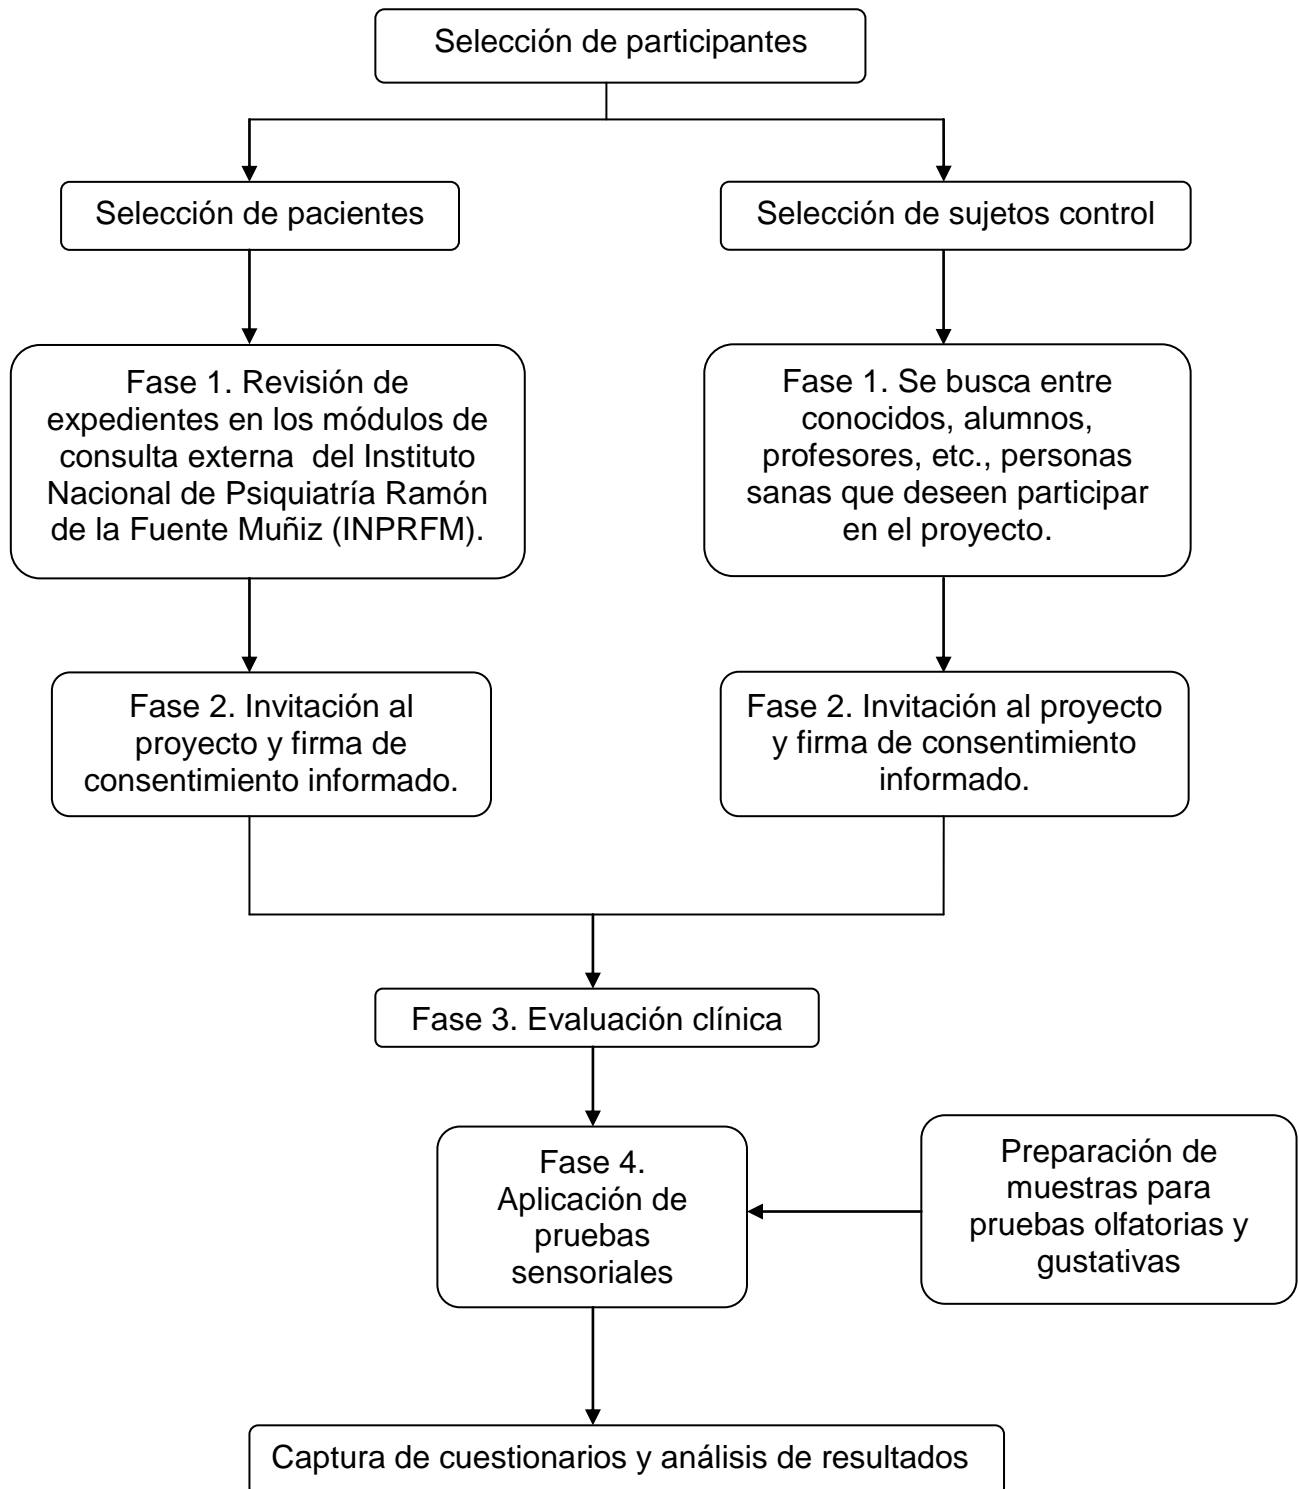 Selección de participantes
Selección de pacientes
Selección de sujetos control
Fase 1. Revisión de
expedientes en los módulos de
consulta externa  del Instituto
Nacional de Psiquiatría Ramón
de la Fuente Muñiz (INPRFM).
Fase 1. Se busca entre
conocidos, alumnos,
profesores, etc., personas
sanas que deseen participar
en el proyecto.
Fase 2. Invitación al
proyecto y firma de
consentimiento informado.
Fase 2. Invitación al proyecto
y firma de consentimiento
informado.
Fase 3. Evaluación clínica
Fase 4.
Aplicación de
pruebas
sensoriales
Preparación de
muestras para
pruebas olfatorias y
gustativas
Captura de cuestionarios y análisis de resultados